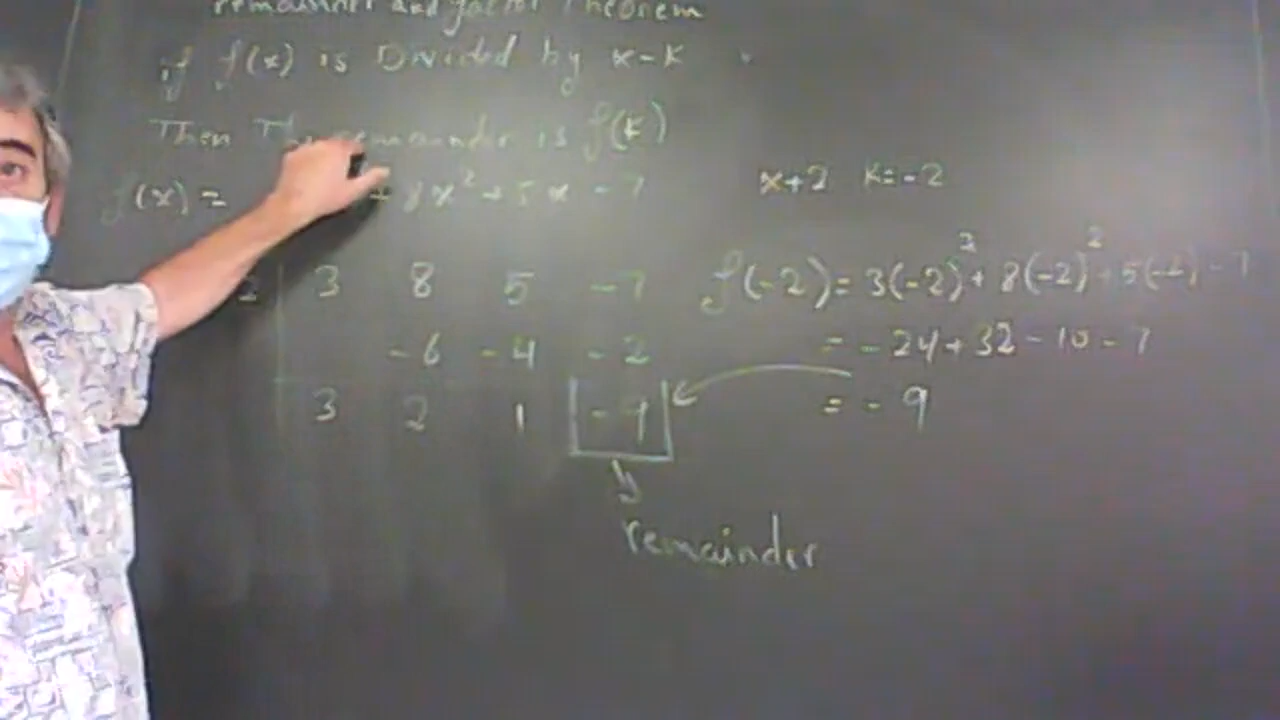 remainder and factor Theorem
if f(x) is Divided by x-k
Then The remainder is f(k)
f(x) = + 8x² + 5x - 7
x+2 k=-2
2 3 8 5 -7
-6 -4 -2
3 2 1 -9
remainder
f(-2) = 3(-2)³ + 8(-2)² + 5(-2) - 7
= -24 + 32 - 10 - 7
= - 9